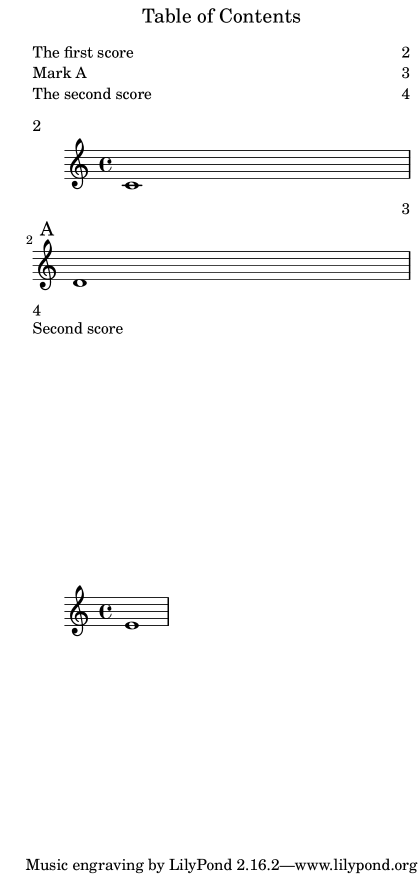 Table of Contents
The first score 2
Mark A 3
The second score 4
2
3
A
2
4
Second score
Music engraving by LilyPond 2.16.2—www.lilypond.org